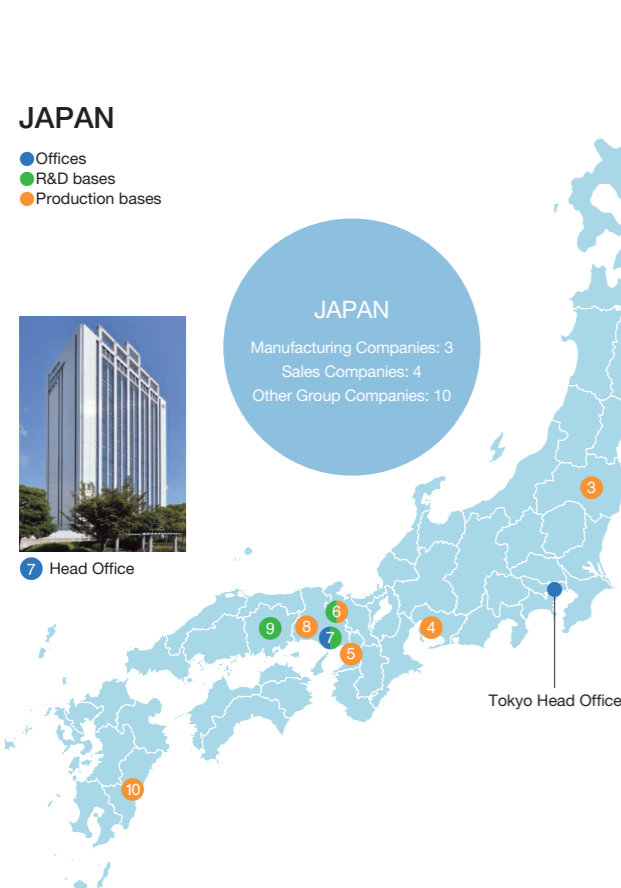 JAPAN
Offices
R&D bases
Production bases
JAPAN
Manufacturing Companies: 3
Sales Companies: 4
Other Group Companies: 10
3
7 Head Office
6
9
8
7
4
5
Tokyo Head Office
10